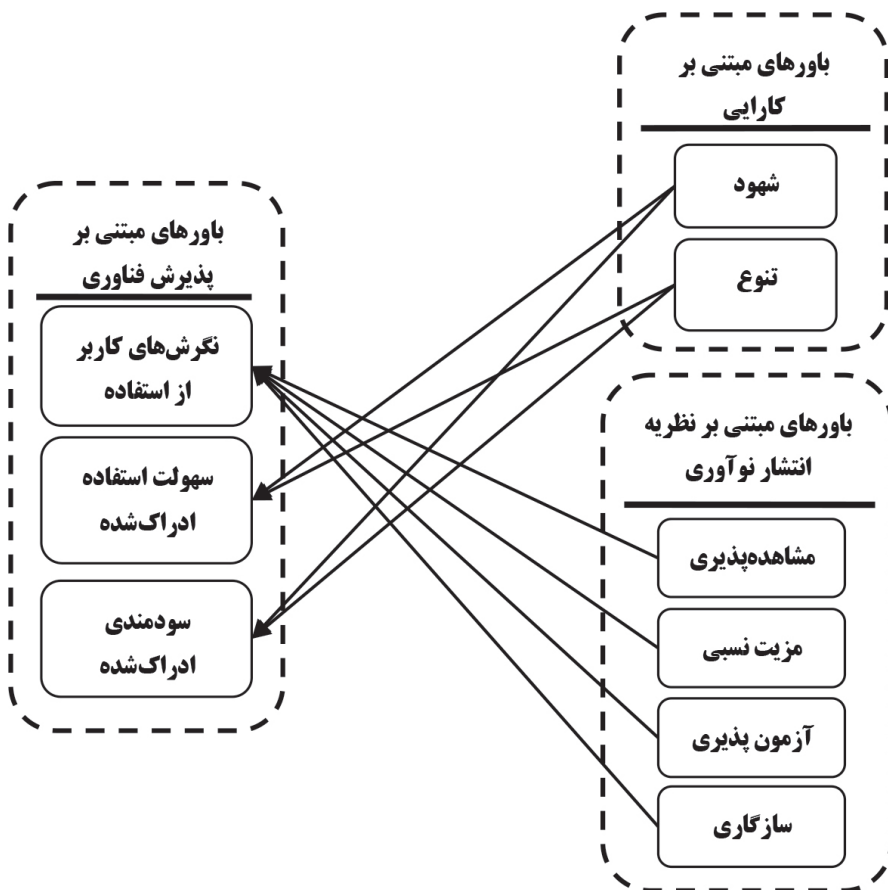 باورهای مبتنی بر
کارایی
شهود
تنوع
باورهای مبتنی بر نظریه
انتشار نوآوری
مشاهده‌پذیری
مزیت نسبی
آزمون پذیری
سازگاری
باورهای مبتنی بر
پذیرش فناوری
نگرش‌های کاربر
از استفاده
سهولت استفاده
ادراک‌شده
سودمندی
ادراک‌شده